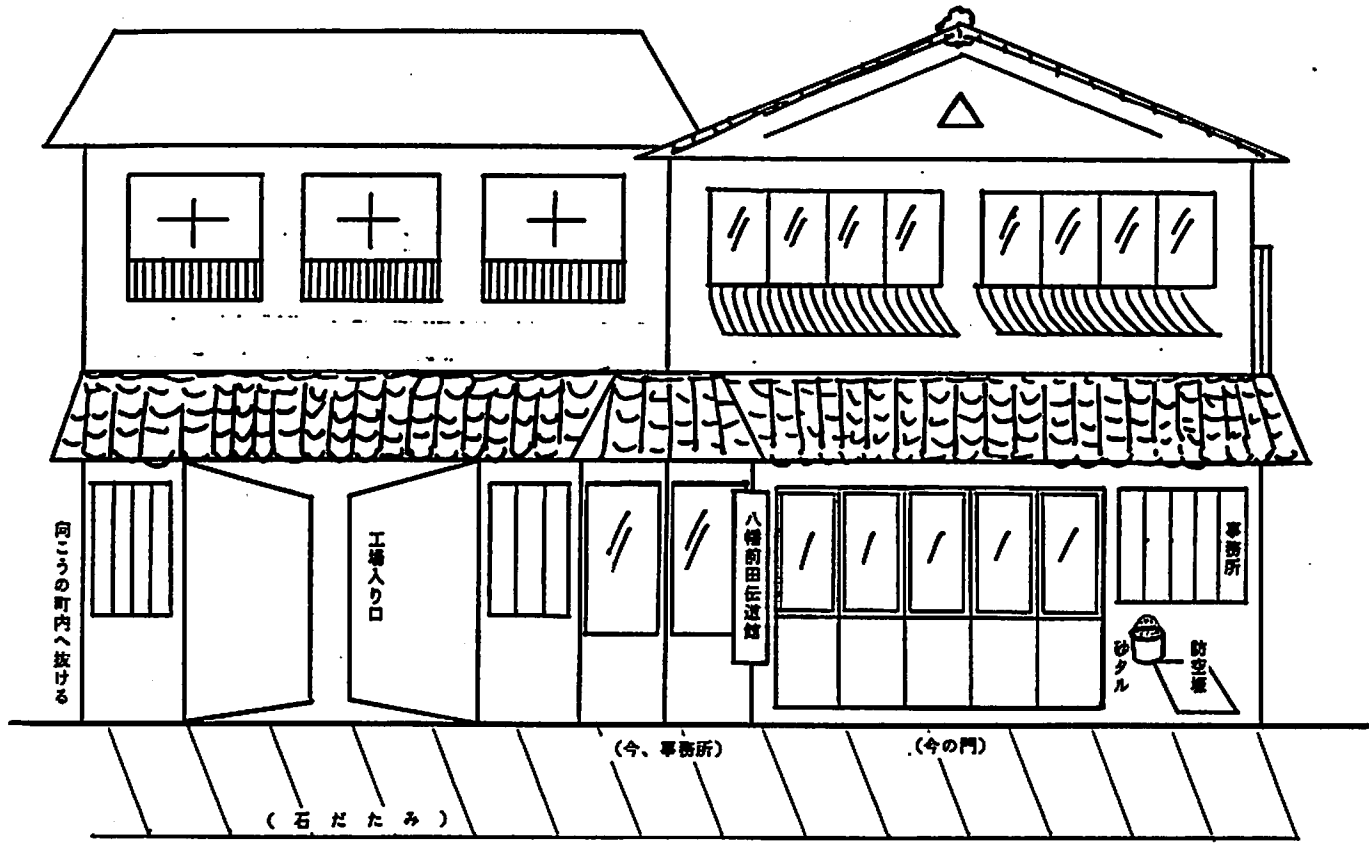 向こうの町内へ抜ける
工場入り口
八幡前田伝道館
事務所
砂タル
防空壕
(今、事務所)
(今の門)
(石だたみ)